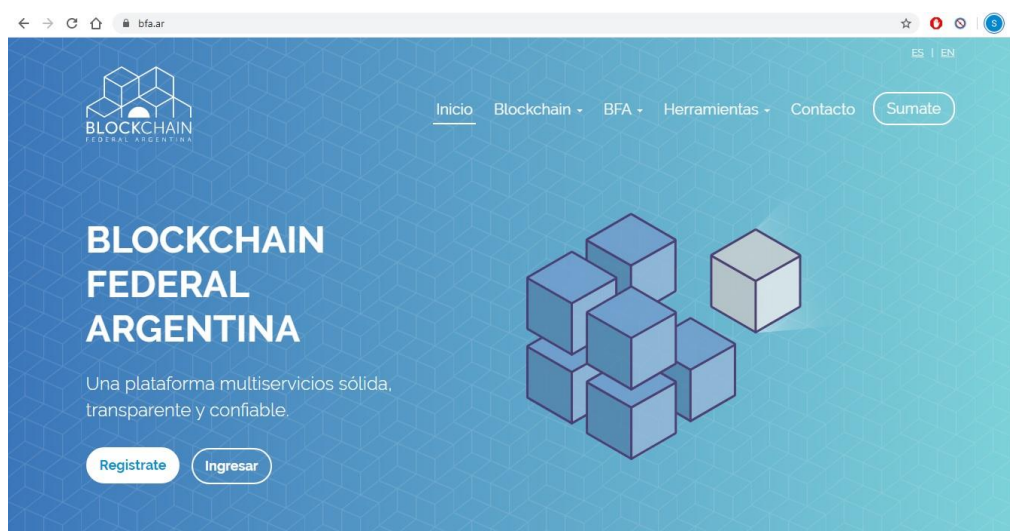 bfa.ar
S
ES | EN
BLOCKCHAIN
FEDERAL ARGENTINA
Inicio Blockchain BFA Herramientas Contacto Sumate
BLOCKCHAIN
FEDERAL
ARGENTINA
Una plataforma multiservicios sólida,
transparente y confiable.
Registrate Ingresar